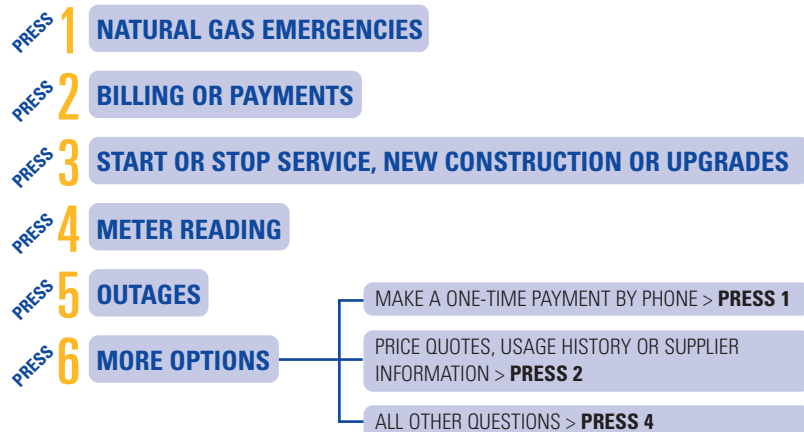 PRESS 1 NATURAL GAS EMERGENCIES
PRESS 2 BILLING OR PAYMENTS
PRESS 3 START OR STOP SERVICE, NEW CONSTRUCTION OR UPGRADES
PRESS 4 METER READING
PRESS 5 OUTAGES
PRESS 6 MORE OPTIONS
MAKE A ONE-TIME PAYMENT BY PHONE > PRESS 1
PRICE QUOTES, USAGE HISTORY OR SUPPLIER
INFORMATION > PRESS 2
ALL OTHER QUESTIONS > PRESS 4